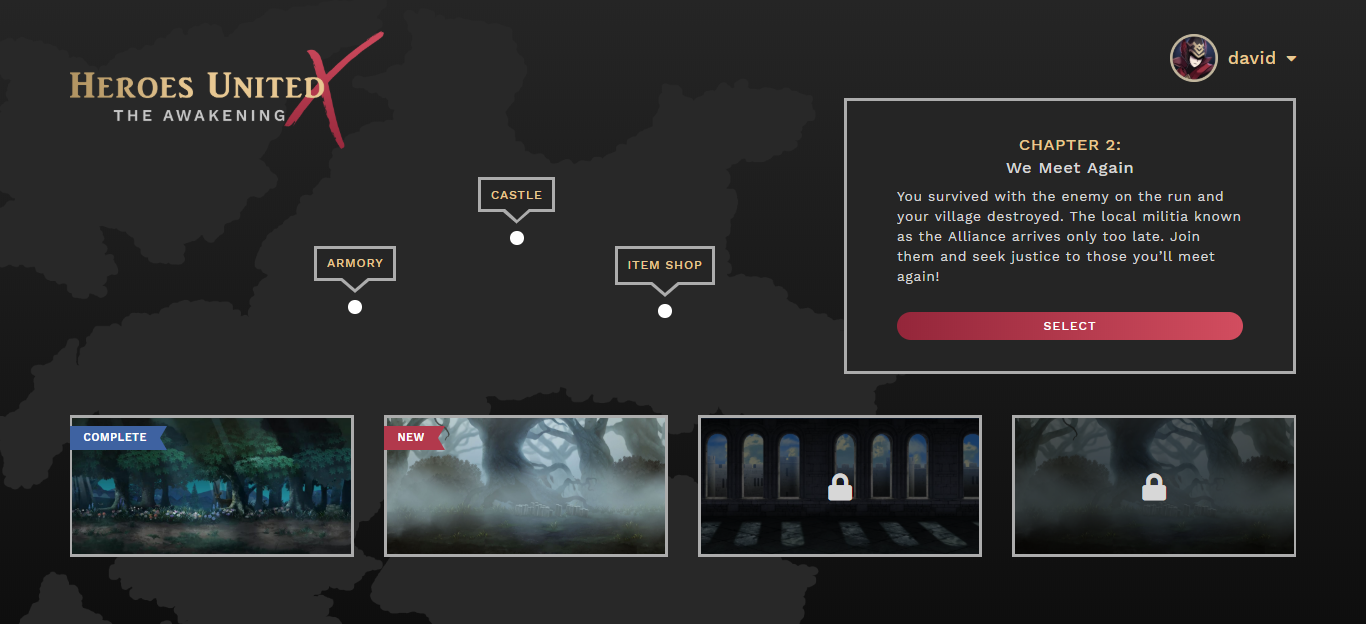 HEROES UNITED X
THE AWAKENING
david
CHAPTER 2:
We Meet Again
You survived with the enemy on the run and
your village destroyed. The local militia known
as the Alliance arrives only too late. Join
them and seek justice to those you’ll meet
again!
SELECT
CASTLE
ARMORY
ITEM SHOP
COMPLETE
NEW